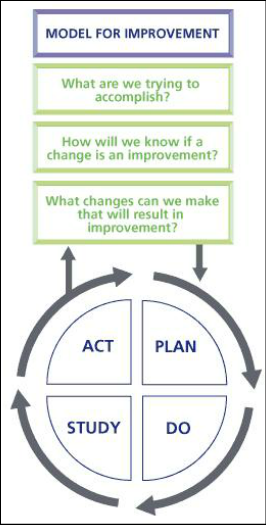 MODEL FOR IMPROVEMENT
What are we trying to
accomplish?
How will we know if a
change is an improvement?
What changes can we make
that will result in
improvement?
ACT
PLAN
STUDY
DO